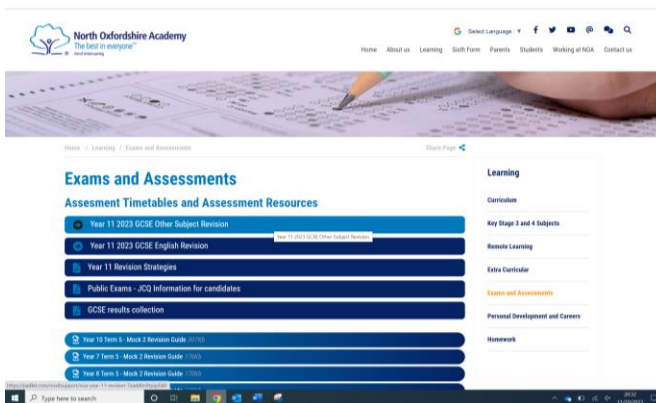 North Oxfordshire Academy
The best in everyone™
Part of United Learning
Select Language ▼
Home About us Learning Sixth Form Parents Students Working at NOA Contact us
Home / Learning / Exams and Assessments
Share Page
Exams and Assessments
Assesment Timetables and Assessment Resources
Year 11 2023 GCSE Other Subject Revision
Year 11 2023 GCSE Other Subject Revision
Year 11 2023 GCSE English Revision
Year 11 Revision Strategies
Public Exams - JCQ Information for candidates
GCSE results collection
Year 10 Term 5 - Mock 2 Revision Guide
Year 7 Term 5 - Mock 2 Revision Guide
Year 8 Term 5 - Mock 2 Revision Guide
Learning
Curriculum
Key Stage 3 and 4 Subjects
Remote Learning
Extra Curricular
Exams and Assessments
Personal Development and Careers
Homework
Type here to search
20:32